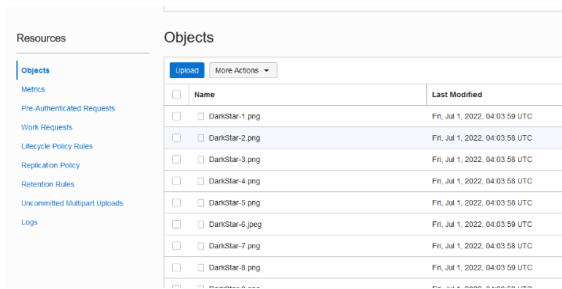 Resources
Objects
Metrics
Pre-Authenticated Requests
Work Requests
Lifecycle Policy Rules
Replication Policy
Retention Rules
Uncommitted Multipart Uploads
Logs
Objects
Upload More Actions
Name Last Modified
DarkStar-1.png Fri, Jul 1, 2022, 04:03:59 UTC
DarkStar-2.png Fri, Jul 1, 2022, 04:03:58 UTC
DarkStar-3.png Fri, Jul 1, 2022, 04:03:58 UTC
DarkStar-4.png Fri, Jul 1, 2022, 04:03:58 UTC
DarkStar-5.png Fri, Jul 1, 2022, 04:03:58 UTC
DarkStar-6.jpeg Fri, Jul 1, 2022, 04:03:59 UTC
DarkStar-7.png Fri, Jul 1, 2022, 04:03:58 UTC
DarkStar-8.png Fri, Jul 1, 2022, 04:03:59 UTC